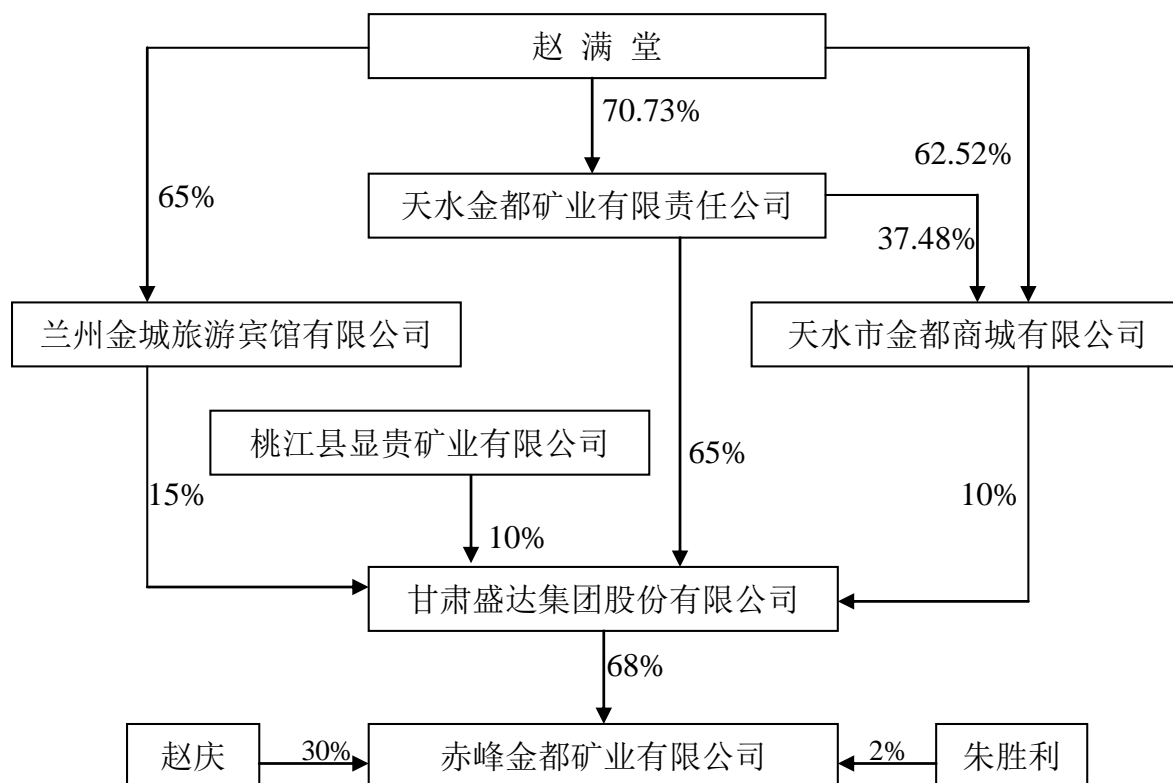 赵 满 堂
70.73%
62.52%
65%
天水金都矿业有限责任公司
37.48%
兰州金城旅游宾馆有限公司
天水市金都商城有限公司
桃江县显贵矿业有限公司
65%
15%
10%
10%
甘肃盛达集团股份有限公司
68%
赵庆
30%
赤峰金都矿业有限公司
2%
朱胜利